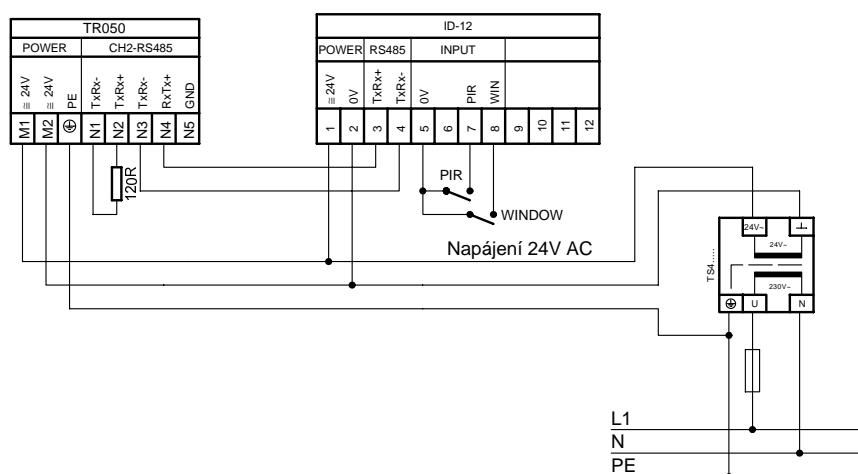 TR050
POWER CH2-RS485
≅ 24V ≅ 24V PE TxRx- TxRx+ TxRx- RxTx+ GND
M1 M2 N1 N2 N3 N4 N5
120R
ID-12
POWER RS485 INPUT
≅ 24V 0V TxRx+ TxRx- 0V PIR WIN
1 2 3 4 5 6 7 8 9 10 11 12
PIR
WINDOW
Napájení 24V AC
24V~
24V~
TS4.....
230V~
U N
L1
N
PE